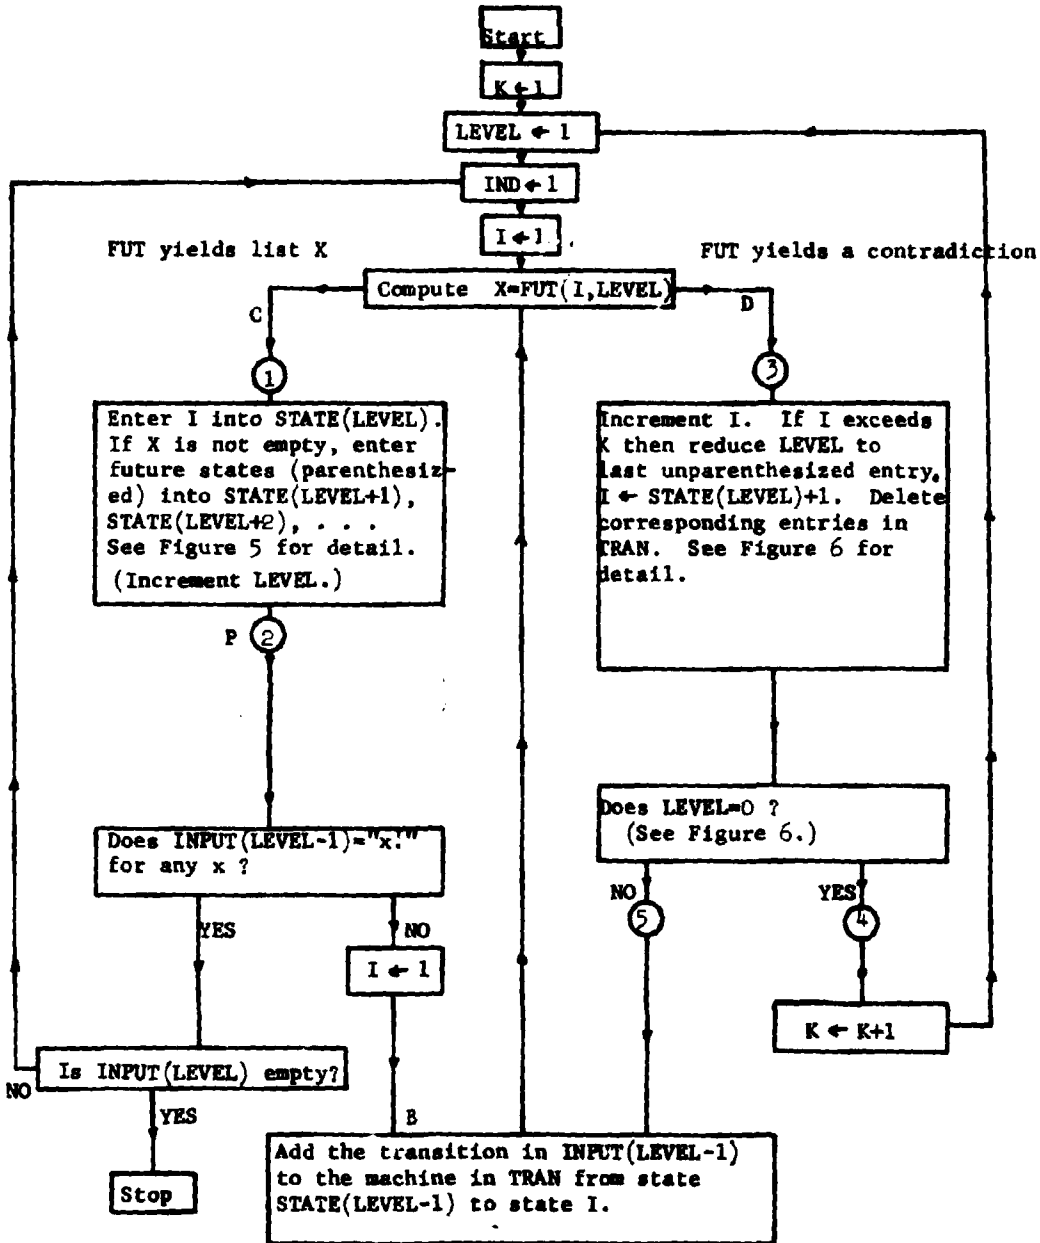 Start
K ← 1
LEVEL ← 1
IND ← 1
I ← 1
FUT yields list X
FUT yields a contradiction
Compute X=FUT(I,LEVEL)
C
D
1
3
Enter I into STATE(LEVEL).
If X is not empty, enter
future states (parenthesiz-
ed) into STATE(LEVEL+1),
STATE(LEVEL+2), . . .
See Figure 5 for detail.
(Increment LEVEL.)
Increment I. If I exceeds
K then reduce LEVEL to
last unparenthesized entry.
I ← STATE(LEVEL)+1. Delete
corresponding entries in
TRAN. See Figure 6 for
detail.
P
2
Does INPUT(LEVEL-1)="x!"
for any x ?
Does LEVEL=0 ?
(See Figure 6.)
NO
YES
5
4
YES
NO
I ← 1
K ← K+1
Is INPUT(LEVEL) empty?
NO
YES
B
Stop
Add the transition in INPUT(LEVEL-1)
to the machine in TRAN from state
STATE(LEVEL-1) to state I.